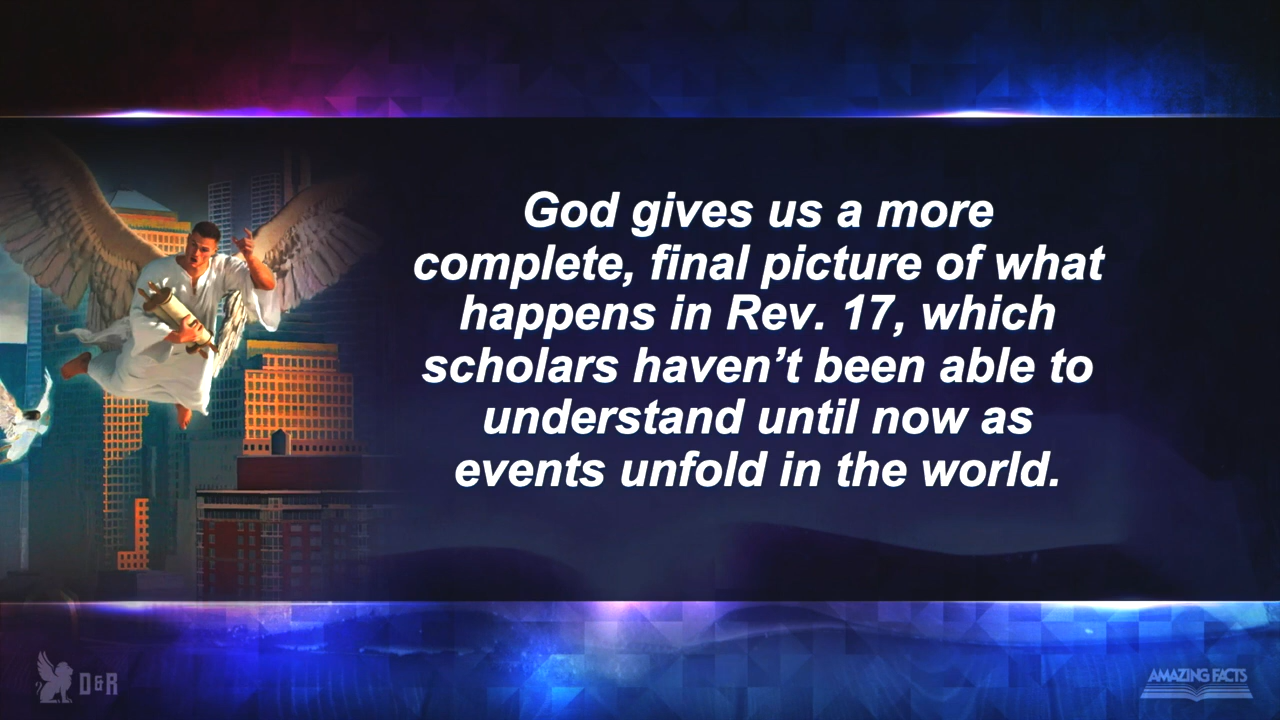 God gives us a more
complete, final picture of what
happens in Rev. 17, which
scholars haven’t been able to
understand until now as
events unfold in the world.
D&R
AMAZING FACTS